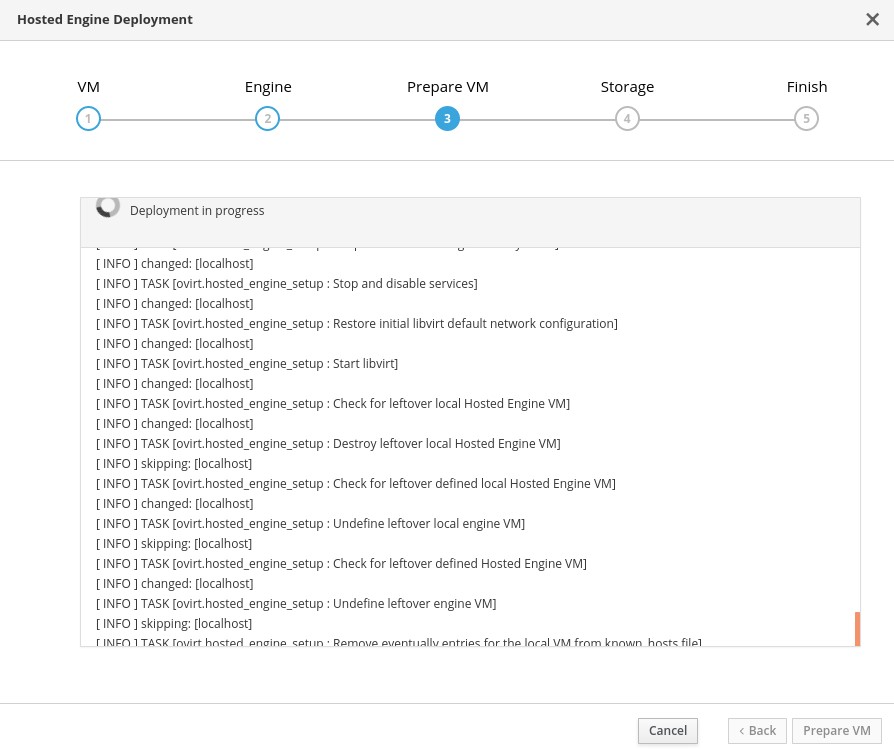 Hosted Engine Deployment
VM
Engine
Prepare VM
Storage
Finish
1
2
3
4
5
Deployment in progress
[ INFO ] changed: [localhost]
[ INFO ] TASK [ovirt.hosted_engine_setup : Stop and disable services]
[ INFO ] changed: [localhost]
[ INFO ] TASK [ovirt.hosted_engine_setup : Restore initial libvirt default network configuration]
[ INFO ] changed: [localhost]
[ INFO ] TASK [ovirt.hosted_engine_setup : Start libvirt]
[ INFO ] changed: [localhost]
[ INFO ] TASK [ovirt.hosted_engine_setup : Check for leftover local Hosted Engine VM]
[ INFO ] changed: [localhost]
[ INFO ] TASK [ovirt.hosted_engine_setup : Destroy leftover local Hosted Engine VM]
[ INFO ] skipping: [localhost]
[ INFO ] TASK [ovirt.hosted_engine_setup : Check for leftover defined local Hosted Engine VM]
[ INFO ] changed: [localhost]
[ INFO ] TASK [ovirt.hosted_engine_setup : Undefine leftover local engine VM]
[ INFO ] skipping: [localhost]
[ INFO ] TASK [ovirt.hosted_engine_setup : Check for leftover defined Hosted Engine VM]
[ INFO ] changed: [localhost]
[ INFO ] TASK [ovirt.hosted_engine_setup : Undefine leftover engine VM]
[ INFO ] skipping: [localhost]
[ INFO ] TASK [ovirt.hosted_engine_setup : Remove eventually entries for the local VM from known_hosts file]
Cancel
< Back
Prepare VM